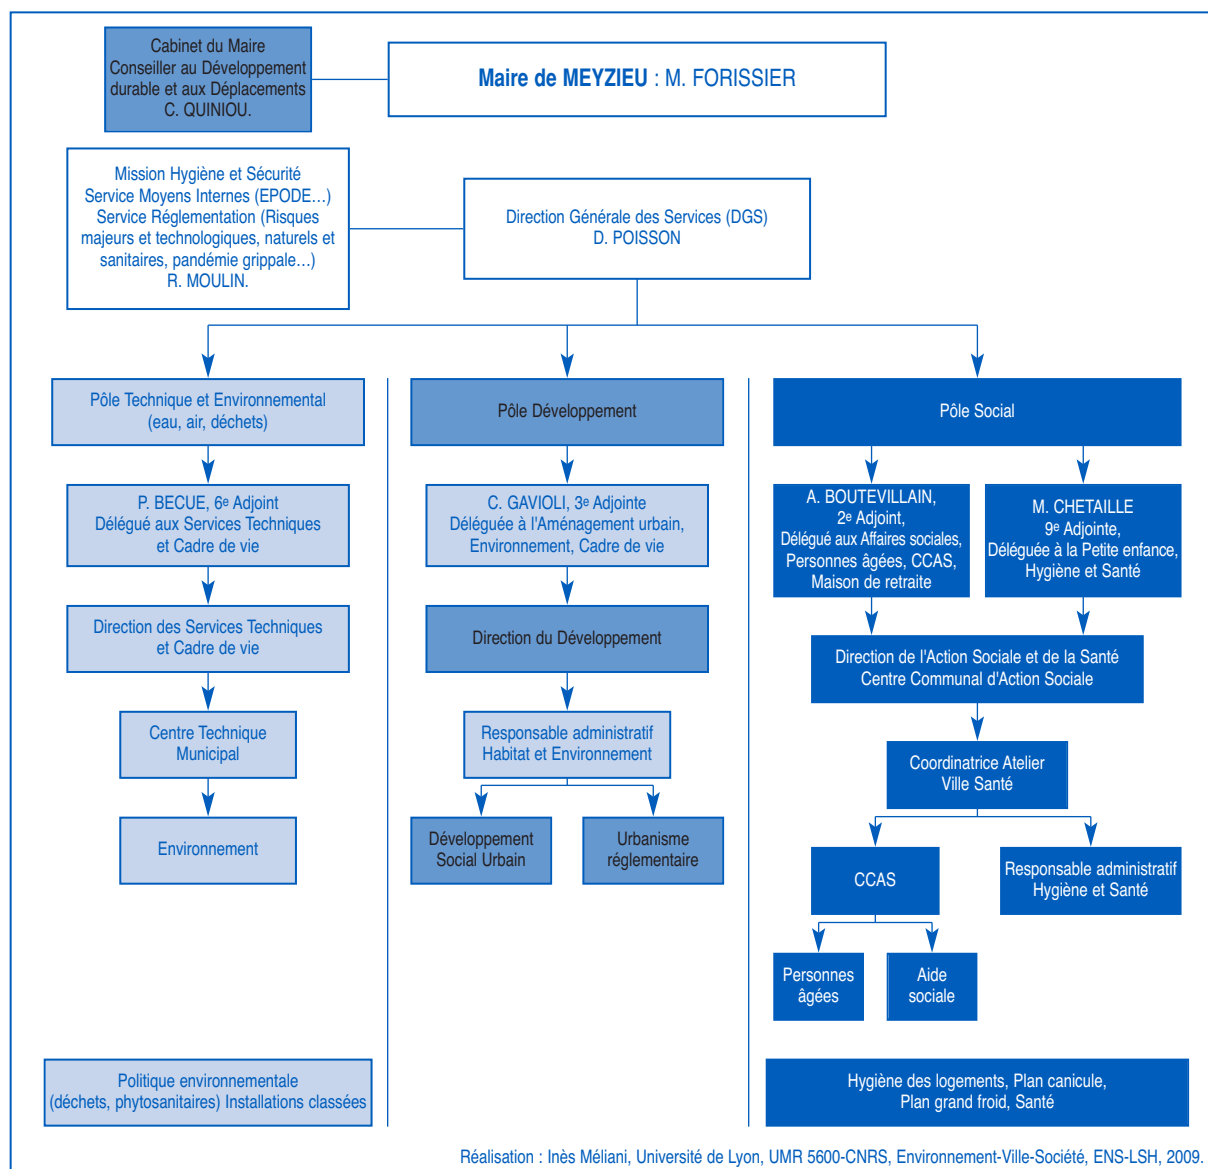 Cabinet du Maire
Conseiller au Développement
durable et aux Déplacements
C. QUINIOU.
Maire de MEYZIEU : M. FORISSIER
Mission Hygiène et Sécurité
Service Moyens Internes (EPODE…)
Service Réglementation (Risques
majeurs et technologiques, naturels et
sanitaires, pandémie grippale…)
R. MOULIN.
Direction Générale des Services (DGS)
D. POISSON
Pôle Technique et Environnemental
(eau, air, déchets)
P. BECUE, 6e Adjoint
Délégué aux Services Techniques
et Cadre de vie
Direction des Services Techniques
et Cadre de vie
Centre Technique
Municipal
Environnement
Politique environnementale
(déchets, phytosanitaires) Installations classées
Pôle Développement
C. GAVIOLI, 3e Adjointe
Déléguée à l'Aménagement urbain,
Environnement, Cadre de vie
Direction du Développement
Responsable administratif
Habitat et Environnement
Développement
Social Urbain
Urbanisme
réglementaire
Pôle Social
A. BOUTEVILLAIN,
2e Adjoint,
Délégué aux Affaires sociales,
Personnes âgées, CCAS,
Maison de retraite
M. CHETAILLE
9e Adjointe,
Déléguée à la Petite enfance,
Hygiène et Santé
Direction de l'Action Sociale et de la Santé
Centre Communal d'Action Sociale
Coordinatrice Atelier
Ville Santé
CCAS
Responsable administratif
Hygiène et Santé
Personnes
âgées
Aide
sociale
Hygiène des logements, Plan canicule,
Plan grand froid, Santé
Réalisation : Inès Méliani, Université de Lyon, UMR 5600-CNRS, Environnement-Ville-Société, ENS-LSH, 2009.